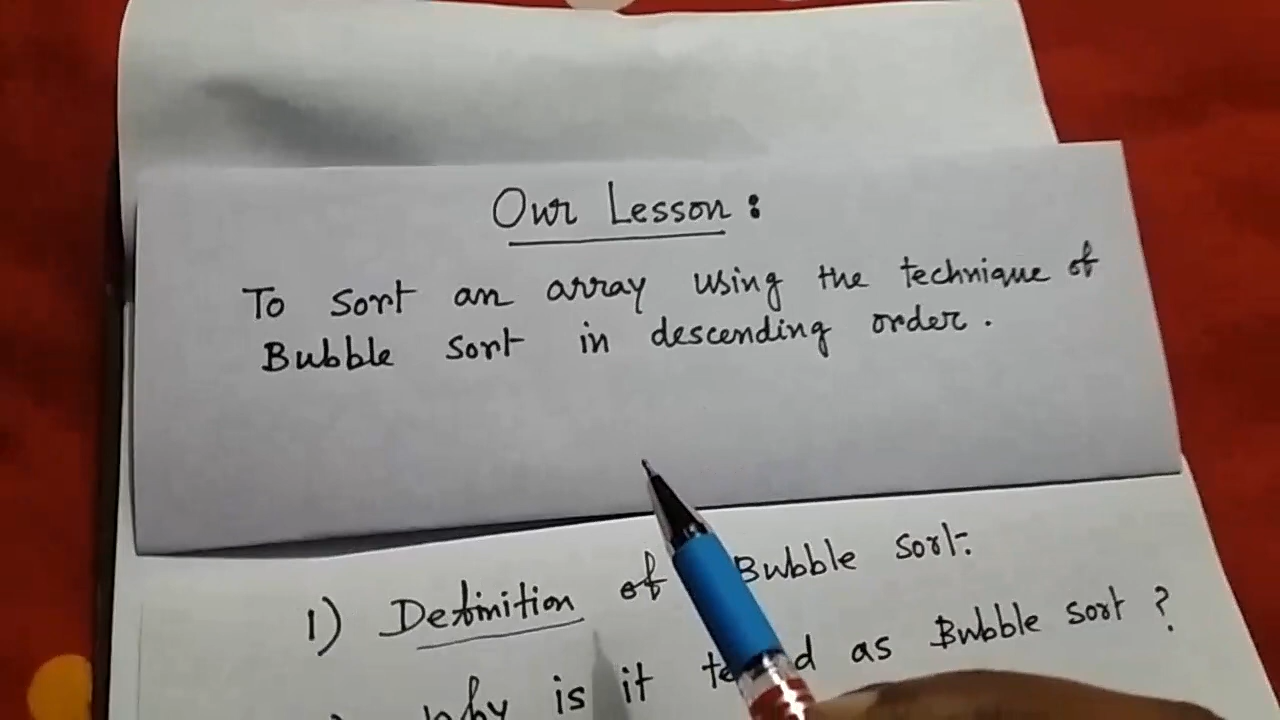 Our Lesson :
To sort an array using the technique of
Bubble sort in descending order.
1) Definition of Bubble sort:
Why is it as Bubble sort ?